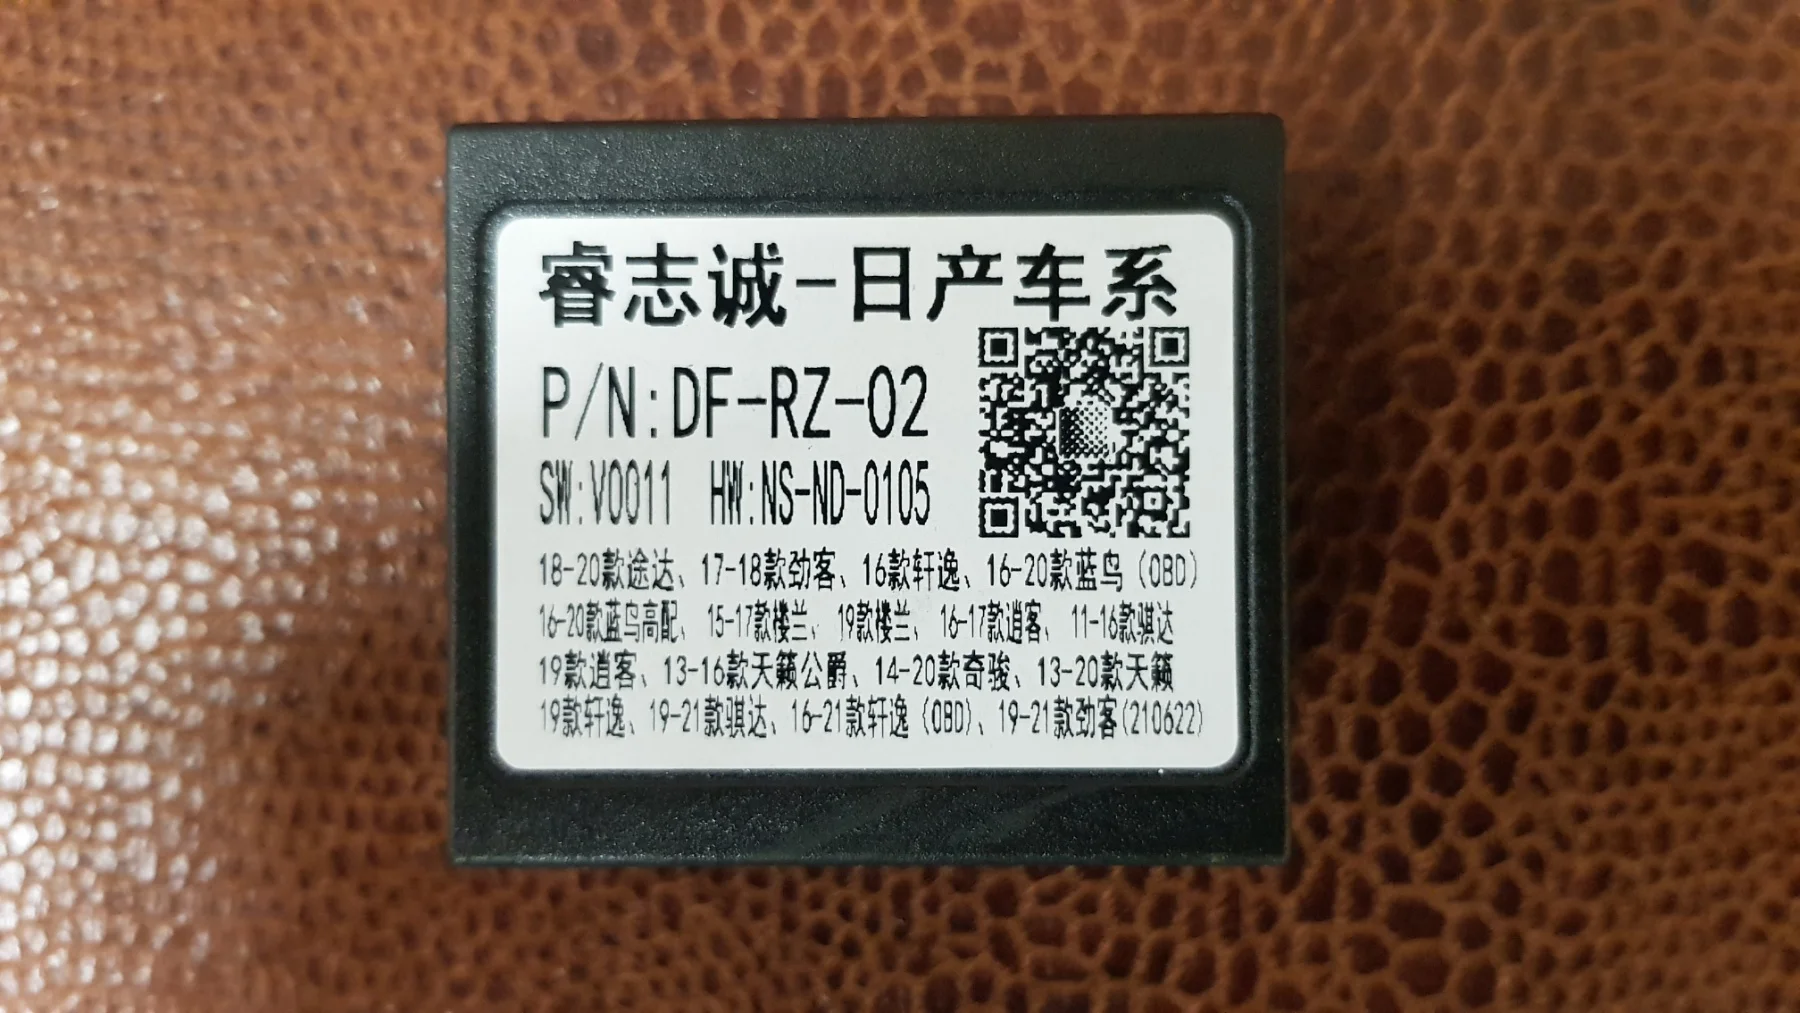 睿志诚-日产车系
P/N:DF-RZ-02
SW:V0011 HW:NS-ND-0105
18-20款途达、17-18款劲客、16款轩逸、16-20款蓝鸟(OBD)
16-20款蓝鸟高配、15-17款楼兰、19款楼兰、16-17款逍客、11-16款骐达
19款逍客、13-16款天籁公爵、14-20款奇骏、13-20款天籁
19款轩逸、19-21款骐达、16-21款轩逸(OBD)、19-21款劲客(210622)